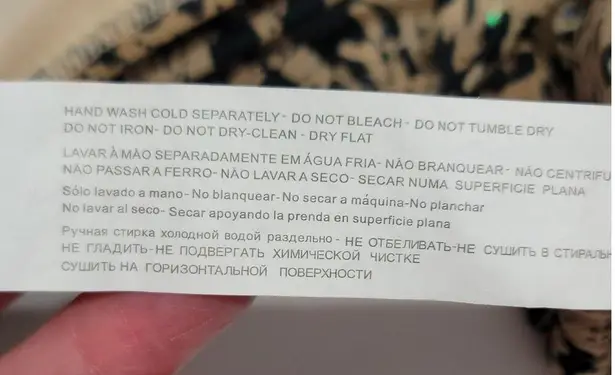 HAND WASH COLD SEPARATELY - DO NOT BLEACH - DO NOT TUMBLE DRY
DO NOT IRON - DO NOT DRY-CLEAN - DRY FLAT
LAVAR À MÀO SEPARADAMENTE EM ÁGUA FRIA - NÃO BRANQUEAR - NÃO CENTRIFU
NÃO PASSAR A FERRO - NÃO LAVAR A SECO - SECAR NUMA SUPERFICIE PLANA
Sólo lavado a mano - No blanquear - No secar a máquina - No planchar
No lavar al seco - Secar apoyando la prenda en superficie plana
Ручная стирка холодной водой раздельно - НЕ ОТБЕЛИВАТЬ - НЕ СУШИТЬ В СТИРАЛЬН
НЕ ГЛАДИТЬ - НЕ ПОДВЕРГАТЬ ХИМИЧЕСКОЙ ЧИСТКЕ
СУШИТЬ НА ГОРИЗОНТАЛЬНОЙ ПОВЕРХНОСТИ